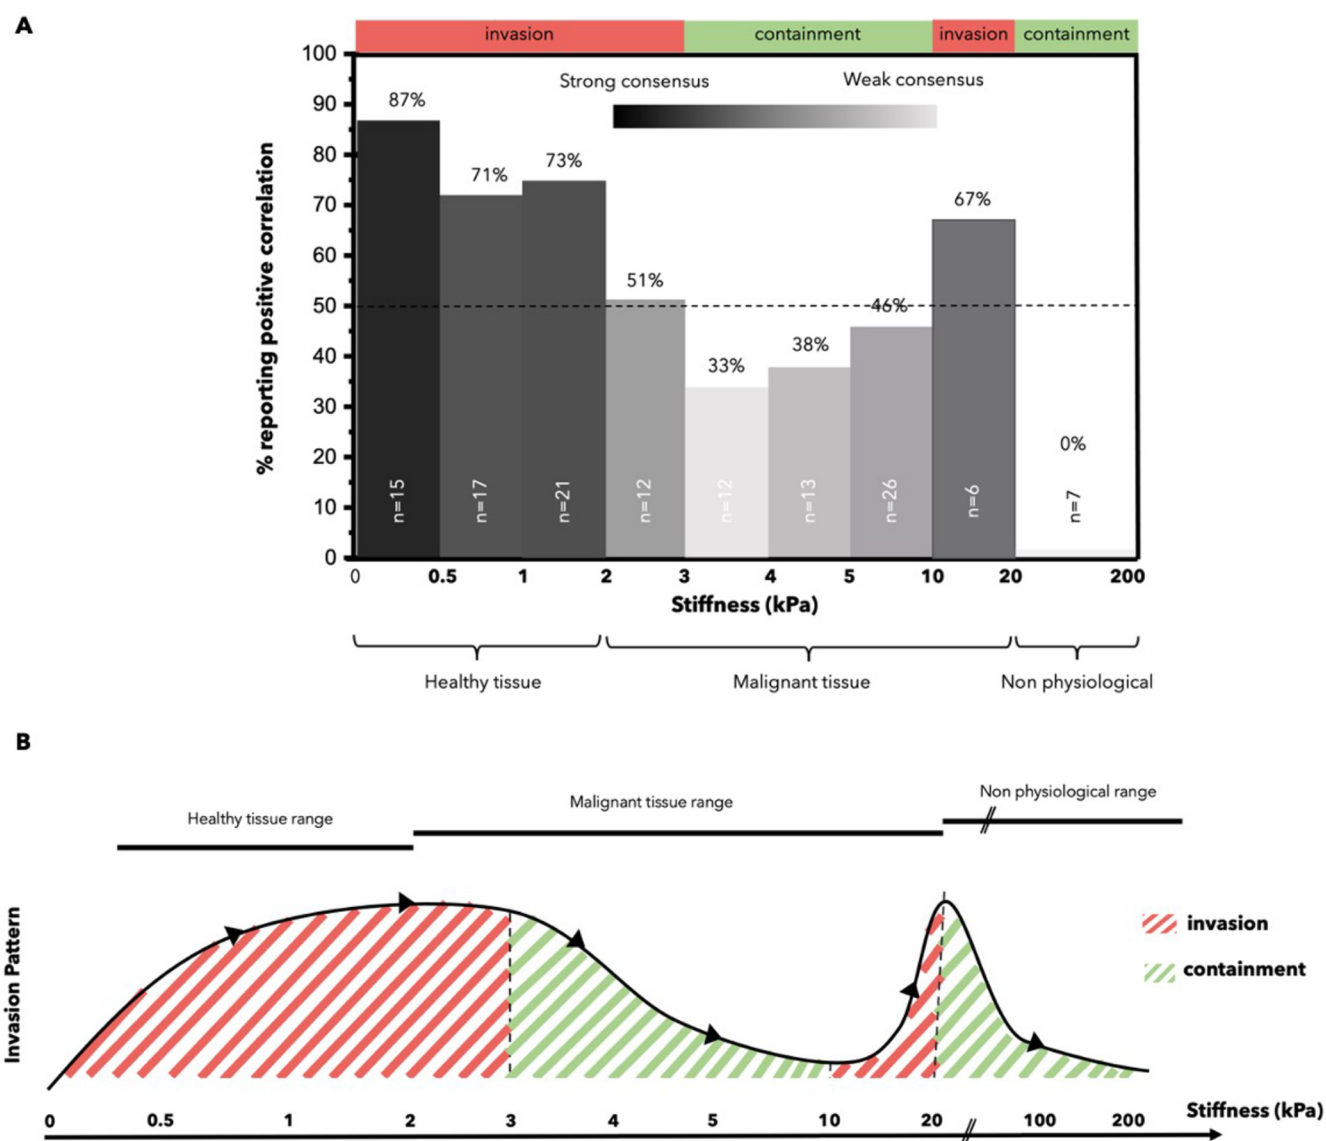 A
invasion containment invasion containment
Strong consensus Weak consensus
% reporting positive correlation
100
90
80
70
60
50
40
30
20
10
0
87%
71%
73%
51%
33%
38%
46%
67%
0%
n=15 n=17 n=21 n=12 n=12 n=13 n=26 n=6 n=7
0 0.5 1 2 3 4 5 10 20 200
Stiffness (kPa)
Healthy tissue Malignant tissue Non physiological
B
Healthy tissue range Malignant tissue range Non physiological range
Invasion Pattern
invasion
containment
0 0.5 1 2 3 4 5 10 20 100 200 Stiffness (kPa)